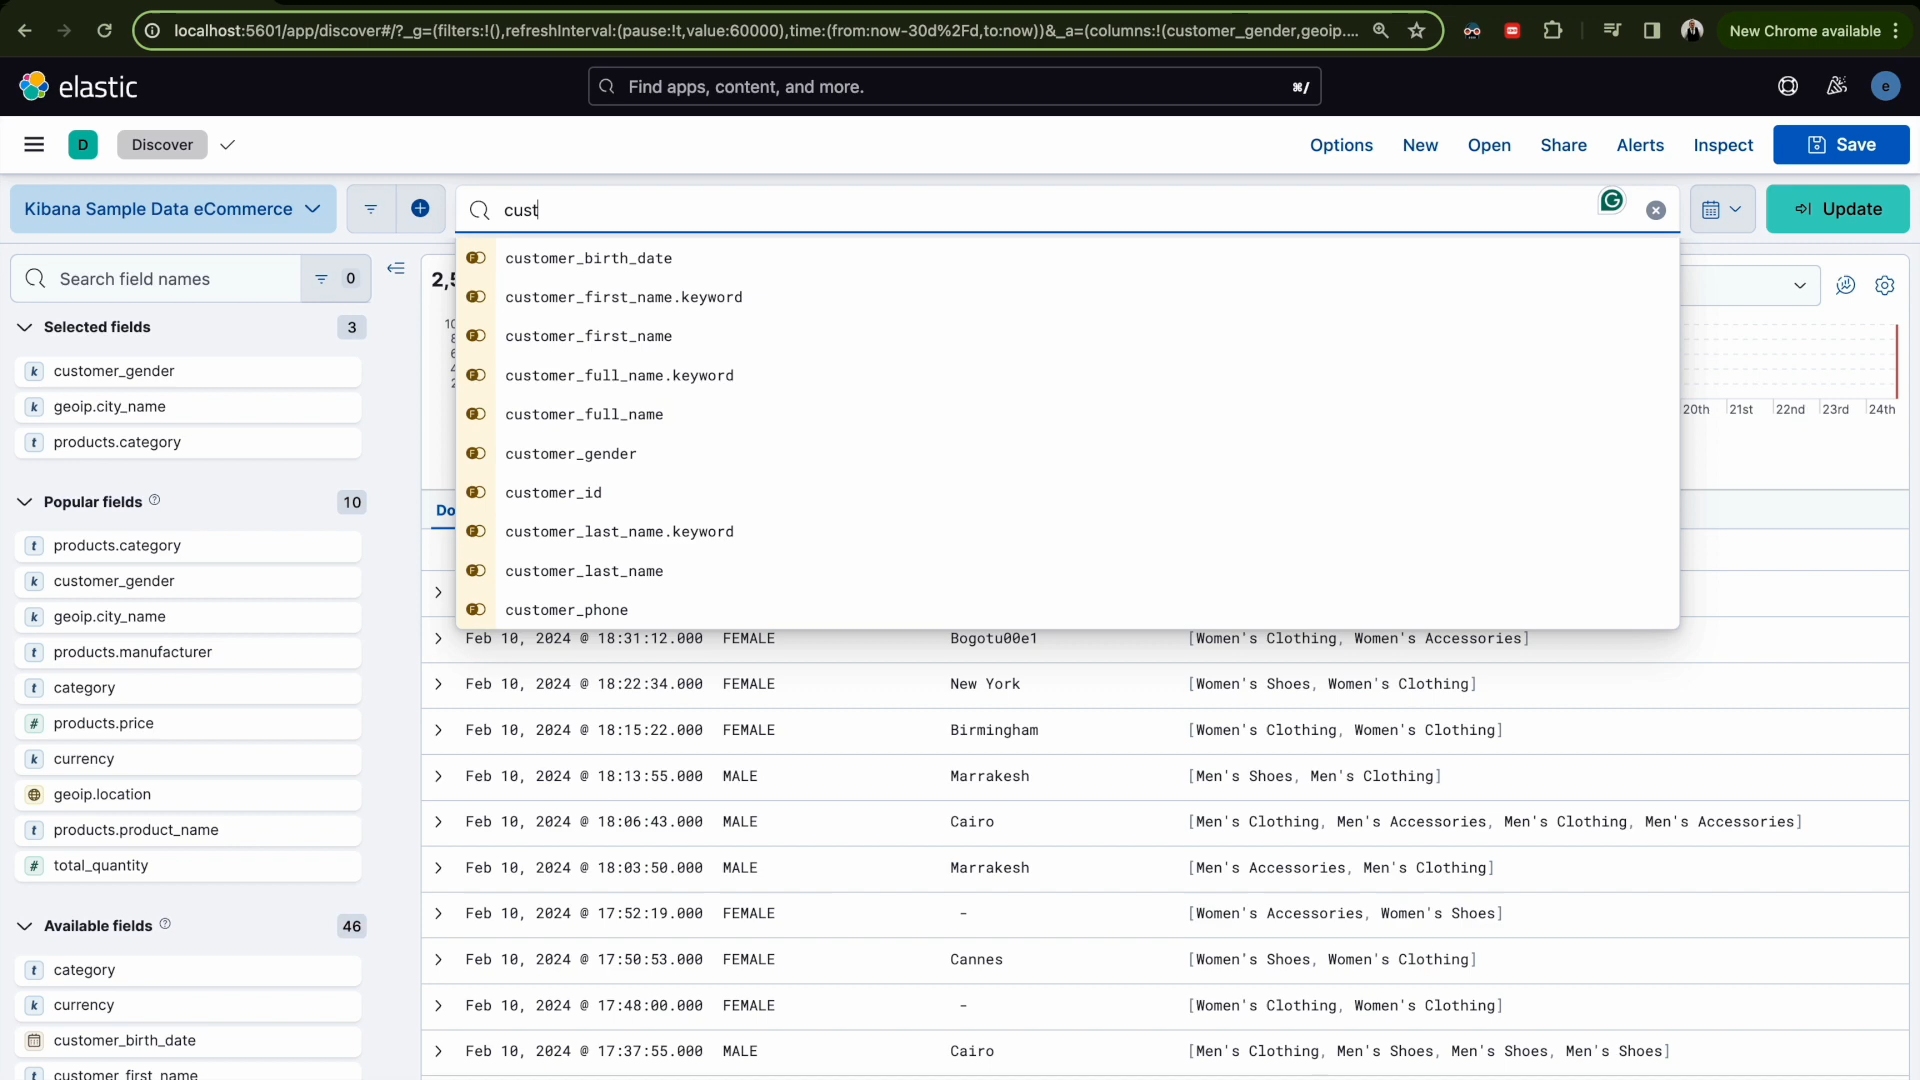 localhost:5601/app/discover#/?_g=(filters:!(),refreshInterval:(pause:!t,value:60000),time:(from:now-30d%2Fd,to:now))&_a=(columns:!(customer_gender,geoip....
New Chrome available
elastic
Find apps, content, and more.
⌘/
e
D
Discover
Options
New
Open
Share
Alerts
Inspect
Save
Kibana Sample Data eCommerce
cust
Update
customer_birth_date
customer_first_name.keyword
customer_first_name
customer_full_name.keyword
customer_full_name
customer_gender
customer_id
customer_last_name.keyword
customer_last_name
customer_phone
Search field names
0
Selected fields
3
k customer_gender
k geoip.city_name
t products.category
Popular fields
10
t products.category
k customer_gender
k geoip.city_name
t products.manufacturer
t category
# products.price
k currency
geoip.location
t products.product_name
# total_quantity
Available fields
46
t category
k currency
customer_birth_date
t customer_first_name
2,5
20th 21st 22nd 23rd 24th
Do
Feb 10, 2024 @ 18:31:12.000 FEMALE Bogotu00e1 [Women's Clothing, Women's Accessories]
Feb 10, 2024 @ 18:22:34.000 FEMALE New York [Women's Shoes, Women's Clothing]
Feb 10, 2024 @ 18:15:22.000 FEMALE Birmingham [Women's Clothing, Women's Clothing]
Feb 10, 2024 @ 18:13:55.000 MALE Marrakesh [Men's Shoes, Men's Clothing]
Feb 10, 2024 @ 18:06:43.000 MALE Cairo [Men's Clothing, Men's Accessories, Men's Clothing, Men's Accessories]
Feb 10, 2024 @ 18:03:50.000 MALE Marrakesh [Men's Accessories, Men's Clothing]
Feb 10, 2024 @ 17:52:19.000 FEMALE - [Women's Accessories, Women's Shoes]
Feb 10, 2024 @ 17:50:53.000 FEMALE Cannes [Women's Shoes, Women's Clothing]
Feb 10, 2024 @ 17:48:00.000 FEMALE - [Women's Clothing, Women's Clothing]
Feb 10, 2024 @ 17:37:55.000 MALE Cairo [Men's Clothing, Men's Shoes, Men's Shoes, Men's Shoes]